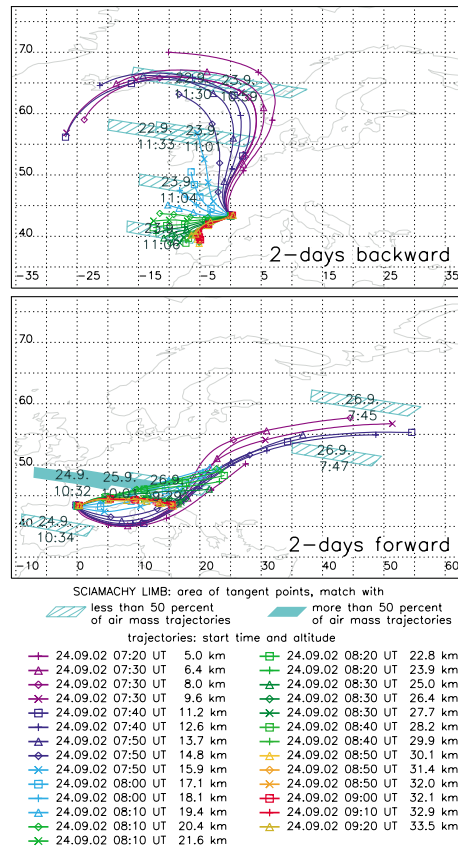 70
60
50
40
22.9.
11:30
23.9.
10:59
22.9.
11:33
23.9.
11:01
23.9.
11:04
23.9.
11:06
2-days backward
-35 -25 -15 -5 5 15 25 35
70
60
50
40
26.9.
7:45
26.9.
7:47
24.9.
10:32
25.9.
10:01
26.9.
24.9.
10:34
2-days forward
-10 0 10 20 30 40 50 60
SCIAMACHY LIMB: area of tangent points, match with
less than 50 percent
of air mass trajectories
more than 50 percent
of air mass trajectories
trajectories: start time and altitude
24.09.02 07:20 UT 5.0 km
24.09.02 07:30 UT 6.4 km
24.09.02 07:30 UT 8.0 km
24.09.02 07:30 UT 9.6 km
24.09.02 07:40 UT 11.2 km
24.09.02 07:40 UT 12.6 km
24.09.02 07:50 UT 13.7 km
24.09.02 07:50 UT 14.8 km
24.09.02 07:50 UT 15.9 km
24.09.02 08:00 UT 17.1 km
24.09.02 08:00 UT 18.1 km
24.09.02 08:10 UT 19.4 km
24.09.02 08:10 UT 20.4 km
24.09.02 08:10 UT 21.6 km
24.09.02 08:20 UT 22.8 km
24.09.02 08:20 UT 23.9 km
24.09.02 08:30 UT 25.0 km
24.09.02 08:30 UT 26.4 km
24.09.02 08:30 UT 27.7 km
24.09.02 08:40 UT 28.2 km
24.09.02 08:40 UT 29.9 km
24.09.02 08:50 UT 30.1 km
24.09.02 08:50 UT 31.4 km
24.09.02 08:50 UT 32.0 km
24.09.02 09:00 UT 32.1 km
24.09.02 09:10 UT 32.9 km
24.09.02 09:20 UT 33.5 km